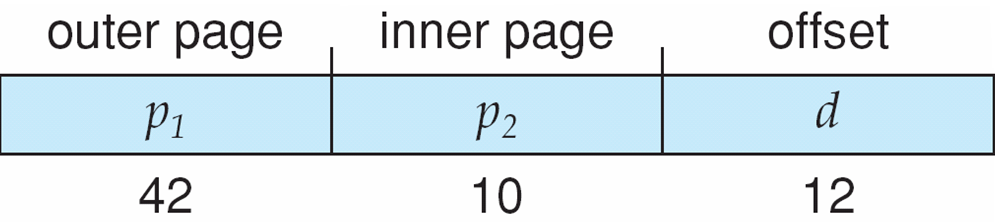 outer page inner page offset
p1 p2 d
42 10 12